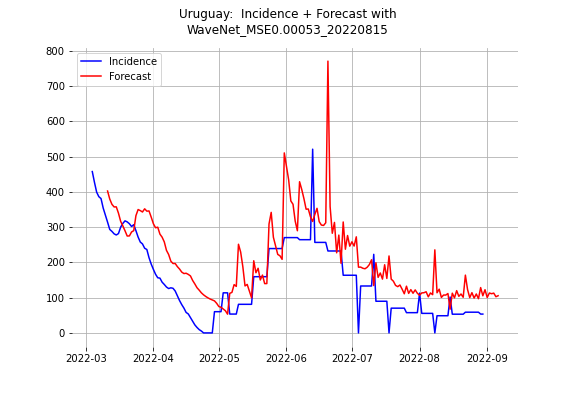 Uruguay:  Incidence + Forecast with
WaveNet_MSE0.00053_20220815
Incidence
Forecast
800
700
600
500
400
300
200
100
0
2022-03 2022-04 2022-05 2022-06 2022-07 2022-08 2022-09